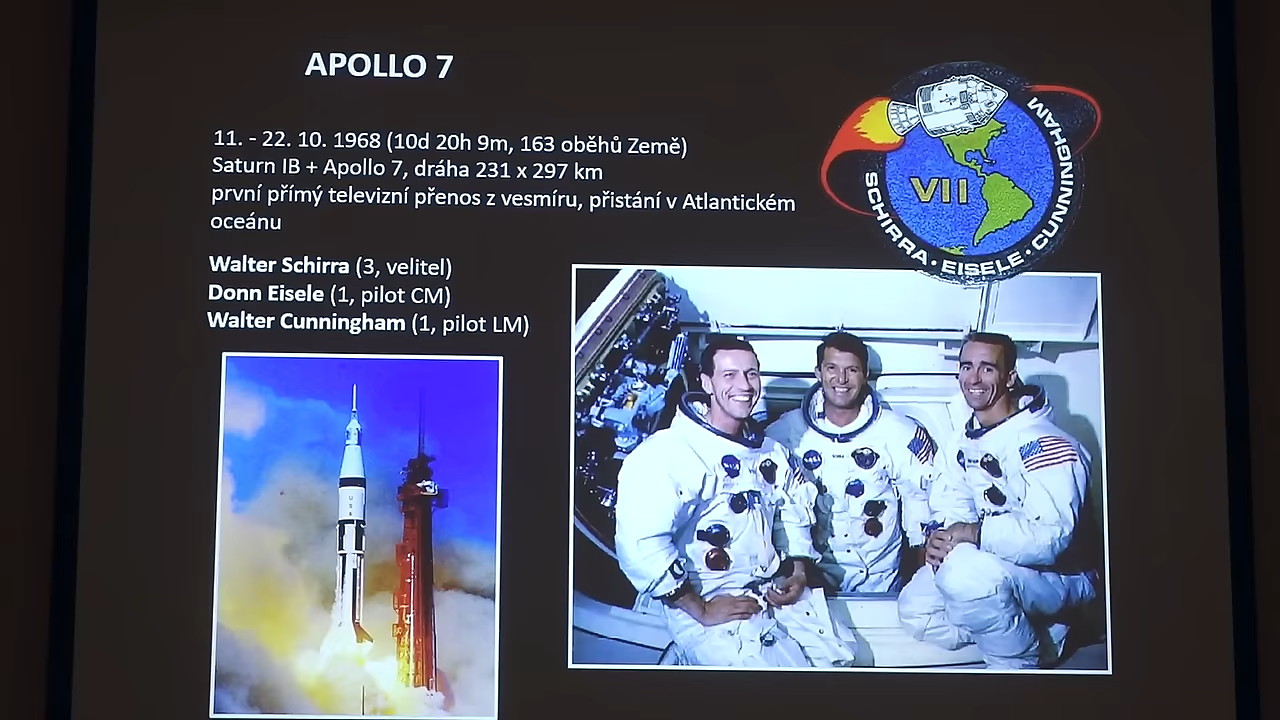 APOLLO 7
11. - 22. 10. 1968 (10d 20h 9m, 163 oběhů Země)
Saturn IB + Apollo 7, dráha 231 x 297 km
první přímý televizní přenos z vesmíru, přistání v Atlantickém
oceánu
Walter Schirra (3, velitel)
Donn Eisele (1, pilot CM)
Walter Cunningham (1, pilot LM)
VII
SCHIRRA · EISELE · CUNNINGHAM
NASA
USA